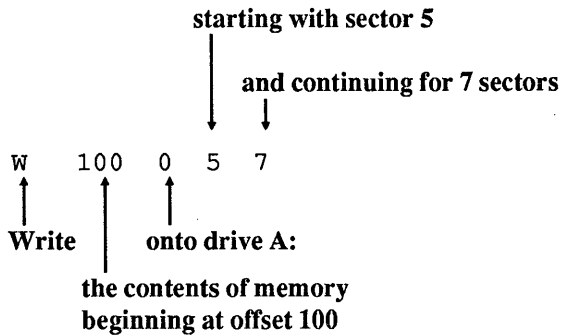 starting with sector 5
and continuing for 7 sectors
W 100 0 5 7
Write onto drive A:
the contents of memory
beginning at offset 100